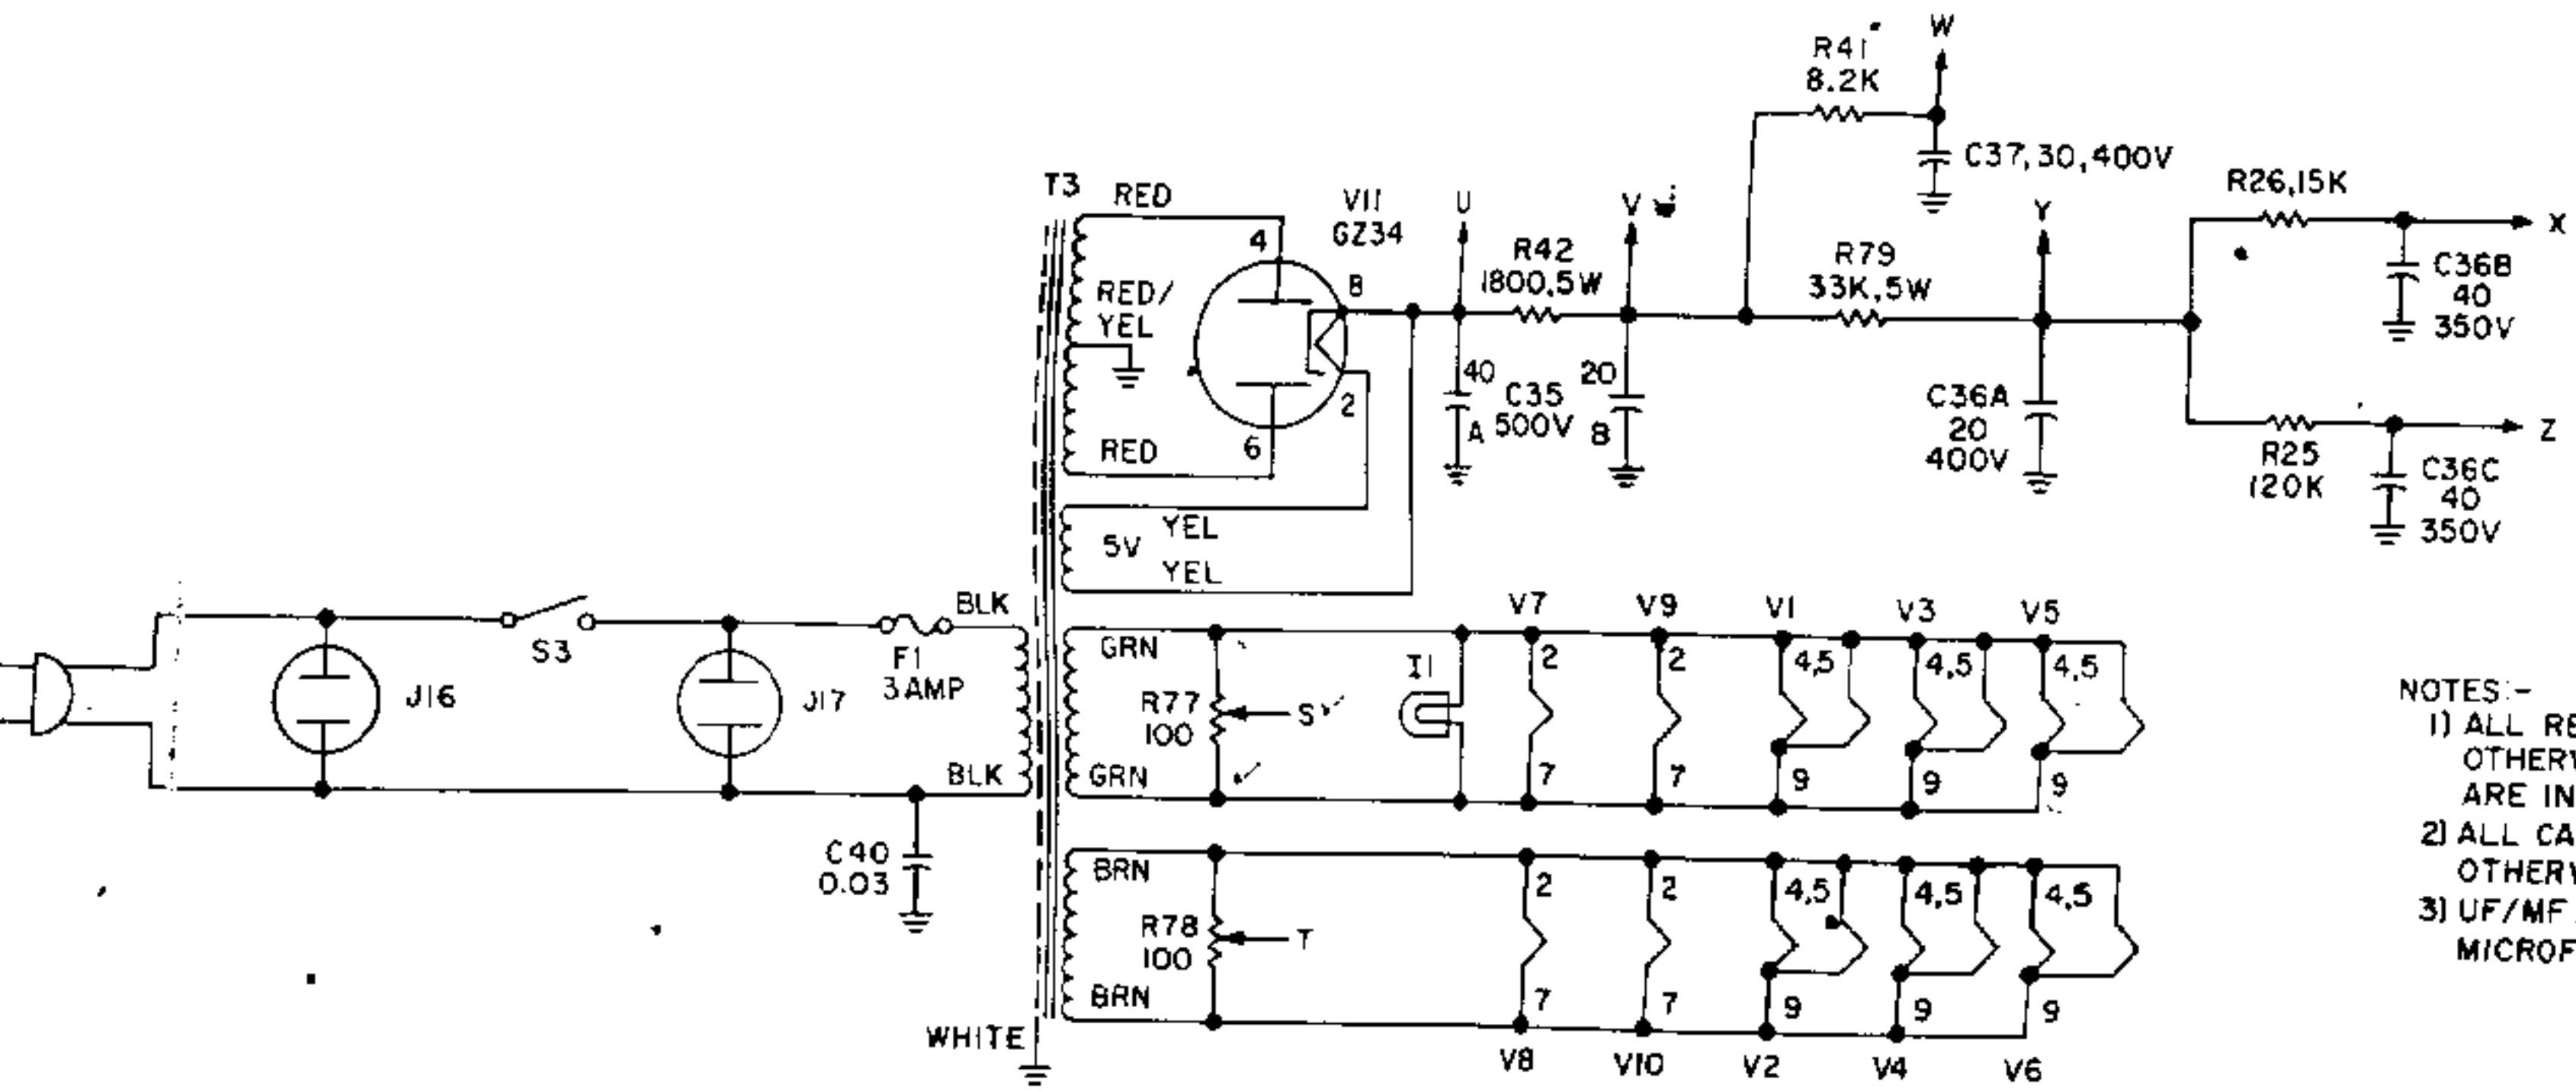 W
R41
8.2K
C37,30,400V
T3
RED
V11
GZ34
4
8
U
R42
1800,5W
V
R79
33K,5W
Y
R26,15K
X
C36B
40
350V
RED/
YEL
2
40
C35
500V
A
20
B
C36A
20
400V
RED
6
Z
R25
120K
C36C
40
350V
5V
YEL
YEL
S3
F1
3AMP
BLK
J16
J17
BLK
C40
0.03
GRN
R77
100
S
GRN
I1
V7
2
7
V9
2
7
V1
4,5
9
V3
4,5
9
V5
4,5
9
NOTES:-
1) ALL RE
OTHERW
ARE IN
2) ALL CA
OTHERW
3) UF/MF
MICROF
BRN
R78
100
T
BRN
2
7
V8
2
7
V10
4,5
9
V2
4,5
9
V4
4,5
9
V6
WHITE